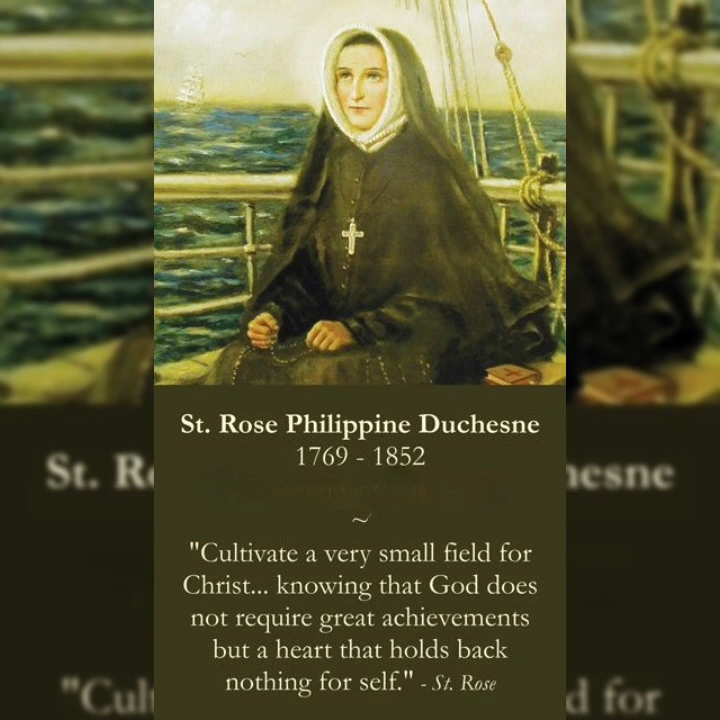 St. Rose Philippine Duchesne
1769 - 1852
~
"Cultivate a very small field for
Christ... knowing that God does
not require great achievements
but a heart that holds back
nothing for self." - St. Rose